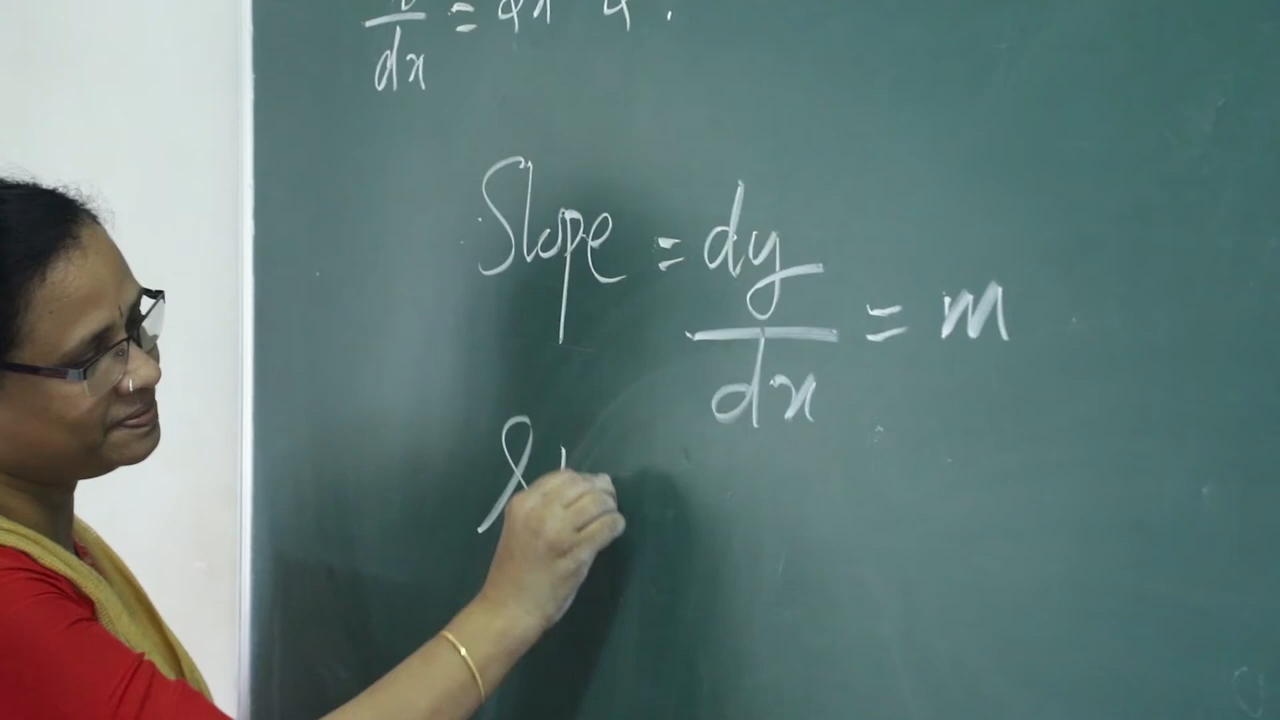 dx
Slope = dy
dx = m